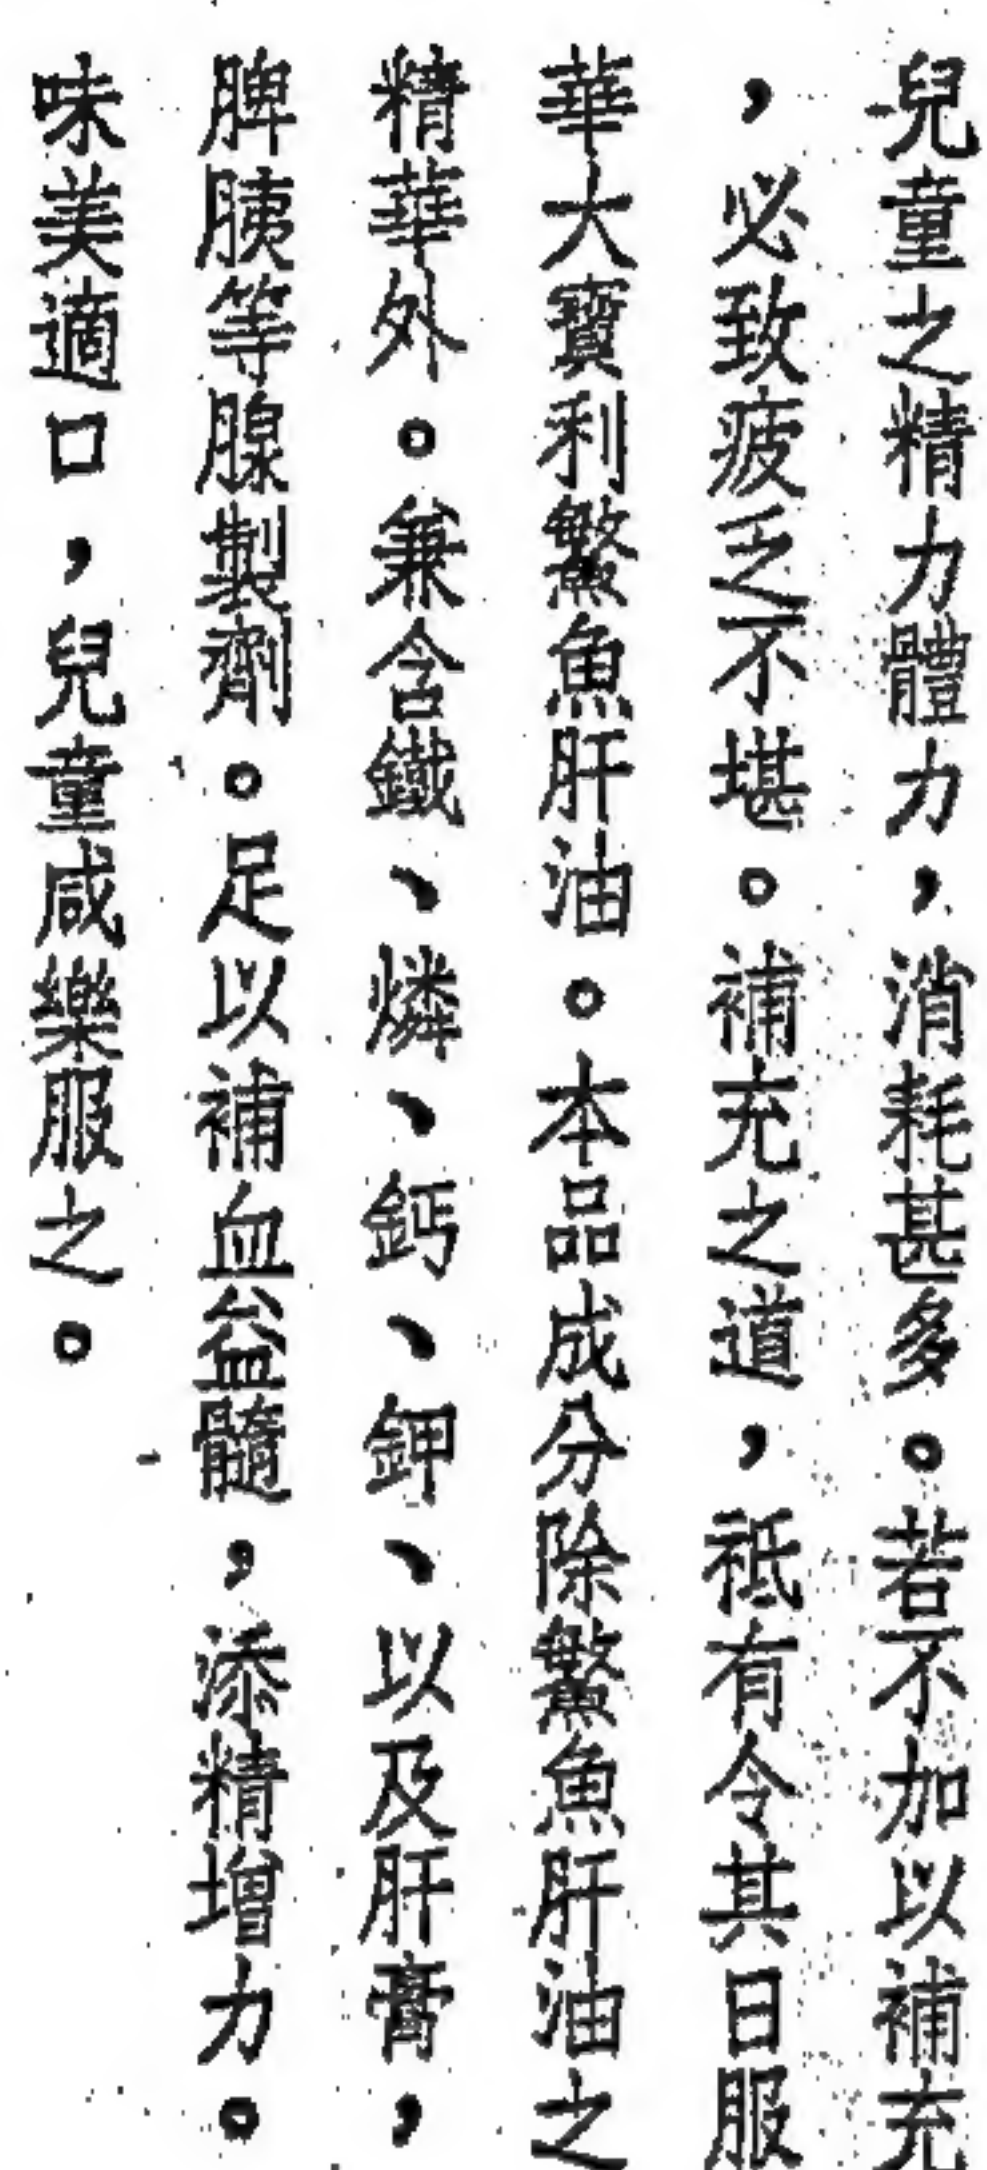 兒童之精力體力，消耗甚多。若不加以補充
，必致疲乏不堪。補充之道，祗有令其日服
華大寶利鰵魚肝油。本品成分除鰵魚肝油之
精華外。兼含鐵、燐、鈣、鉀、以及肝膏，
脾胰等腺製劑。足以補血益髓，添精增力。
味美適口，兒童咸樂服之。